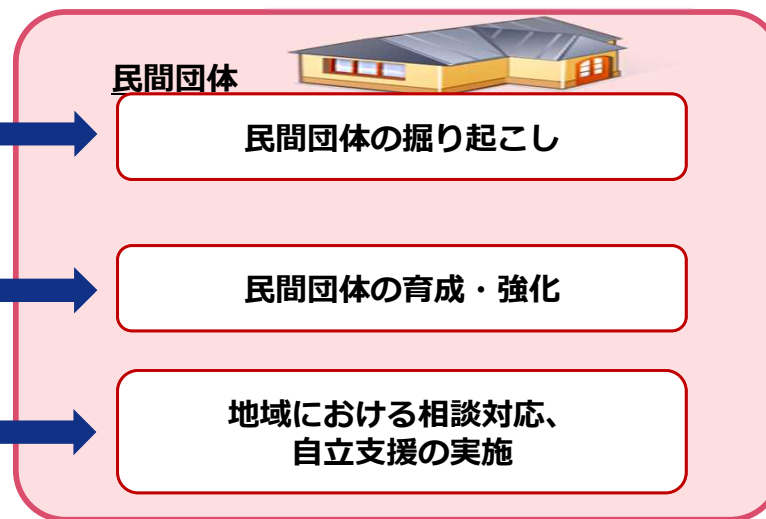 民間団体
民間団体の掘り起こし
民間団体の育成・強化
地域における相談対応、
自立支援の実施